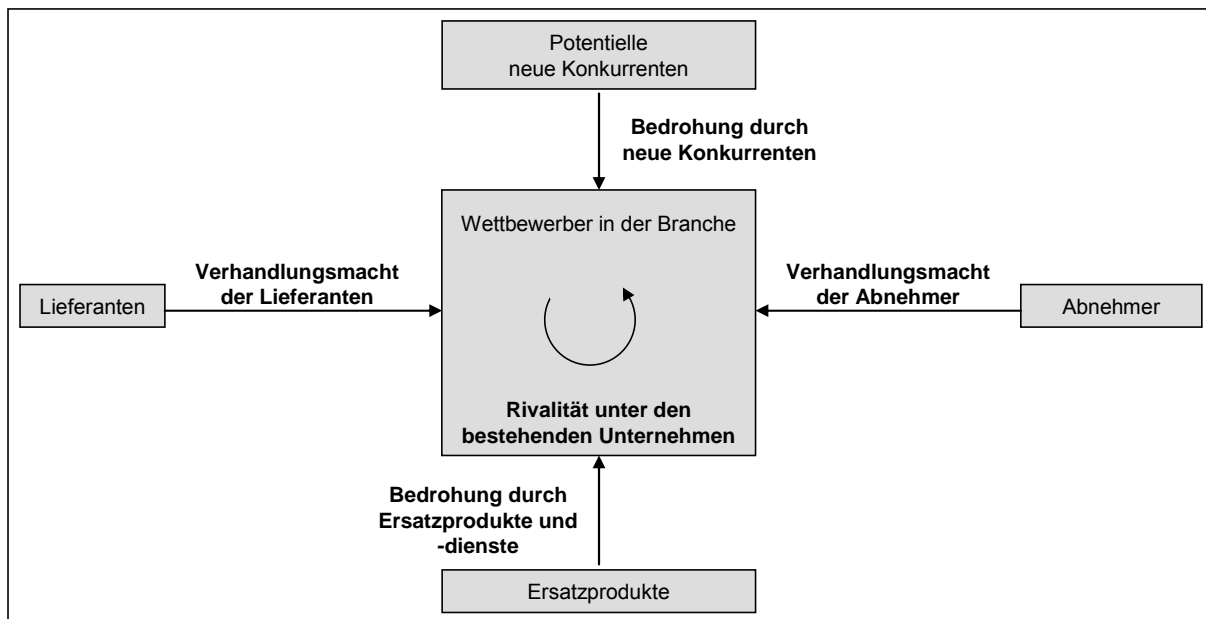 Potentielle
neue Konkurrenten
Bedrohung durch
neue Konkurrenten
Wettbewerber in der Branche
Verhandlungsmacht
der Lieferanten
Verhandlungsmacht
der Abnehmer
Lieferanten
Abnehmer
Rivalität unter den
bestehenden Unternehmen
Bedrohung durch
Ersatzprodukte und
-dienste
Ersatzprodukte